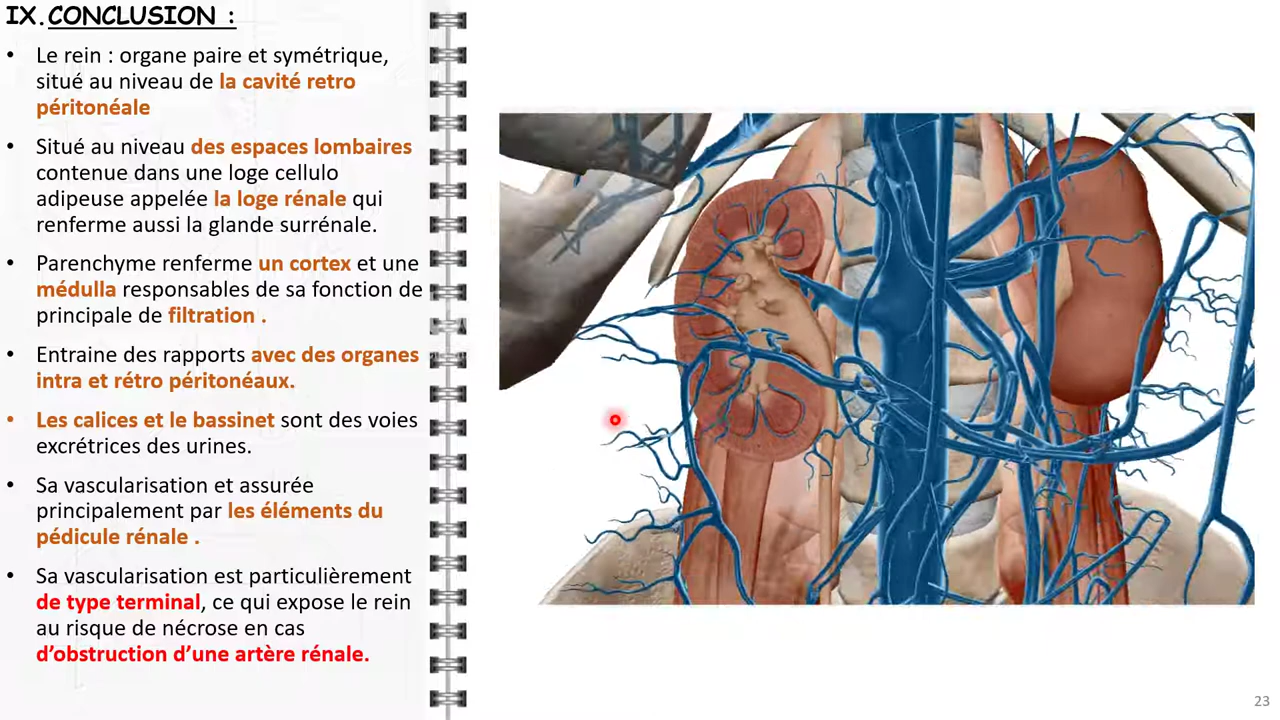 IX. CONCLUSION :
• Le rein : organe paire et symétrique,
situé au niveau de la cavité retro
péritonéale
• Situé au niveau des espaces lombaires
contenue dans une loge cellulo
adipeuse appelée la loge rénale qui
renferme aussi la glande surrénale.
• Parenchyme renferme un cortex et une
médulla responsables de sa fonction de
principale de filtration .
• Entraine des rapports avec des organes
intra et rétro péritonéaux.
• Les calices et le bassinet sont des voies
excrétrices des urines.
• Sa vascularisation et assurée
principalement par les éléments du
pédicule rénale .
• Sa vascularisation est particulièrement
de type terminal, ce qui expose le rein
au risque de nécrose en cas
d’obstruction d’une artère rénale.
23